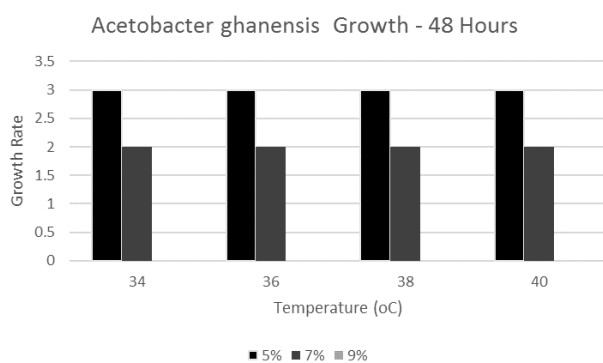 Acetobacter ghanensis Growth - 48 Hours
3.5
3
2.5
2
1.5
1
0.5
0
Growth Rate
34 36 38 40
Temperature (oC)
5% 7% 9%